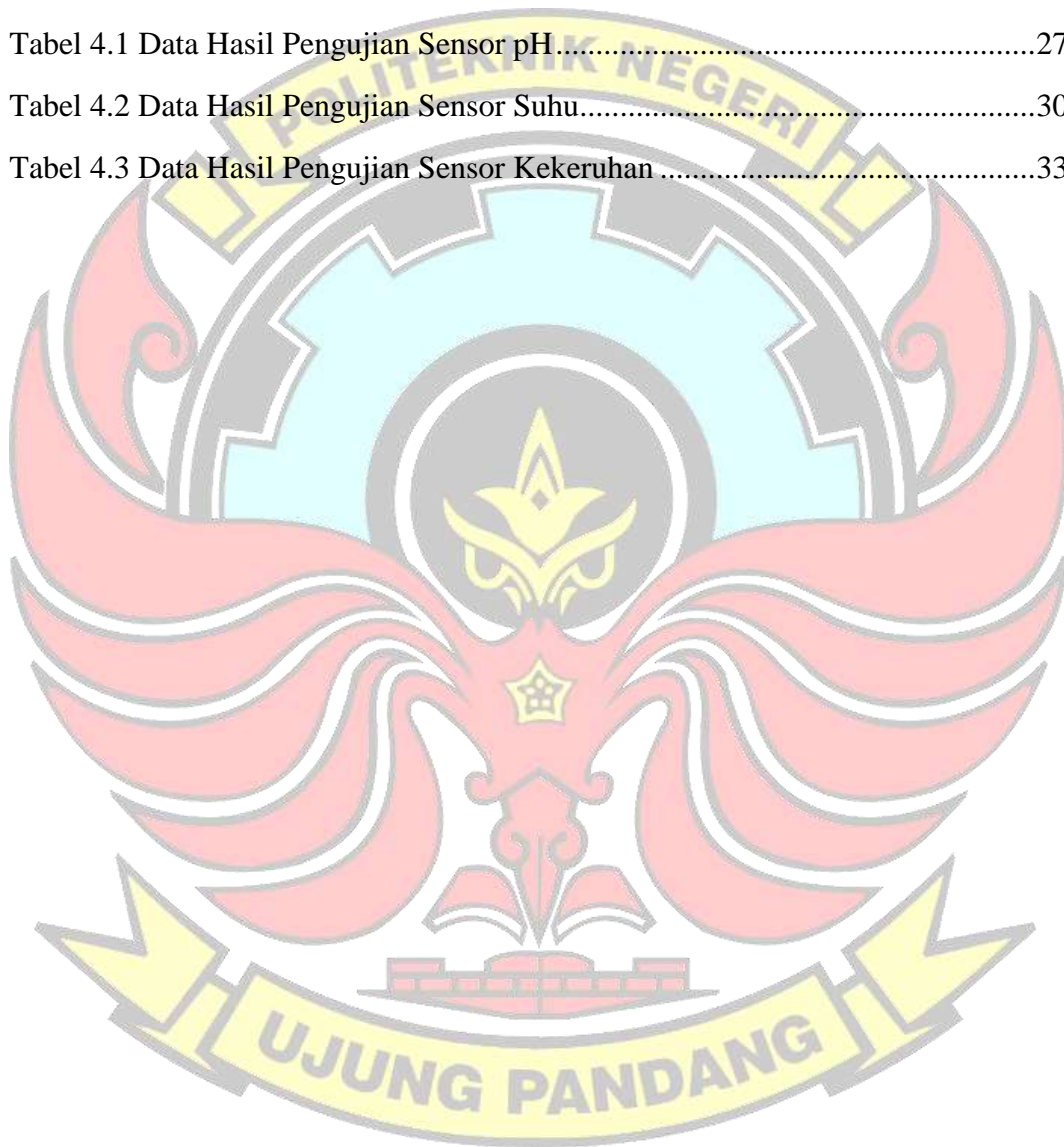 Tabel 4.1 Data Hasil Pengujian Sensor pH............................................................27
Tabel 4.2 Data Hasil Pengujian Sensor Suhu.........................................................30
Tabel 4.3 Data Hasil Pengujian Sensor Kekeruhan ...............................................33
POLITEKNIK NEGERI
UJUNG PANDANG